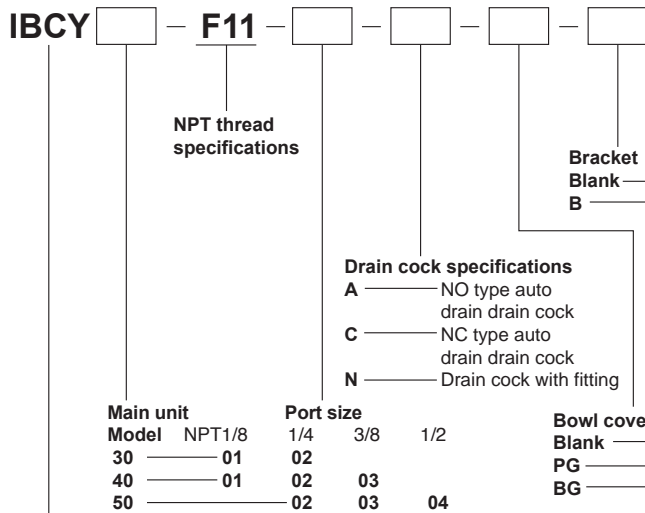 IBCY — F11 — — — —
NPT thread
specifications
Bracket
Blank
B
Drain cock specifications
A NO type auto
drain drain cock
C NC type auto
drain drain cock
N Drain cock with fitting
Main unit Port size
Model NPT1/8 1/4 3/8 1/2
30 01 02
40 01 02 03
50 02 03 04
Bowl cove
Blank
PG
BG